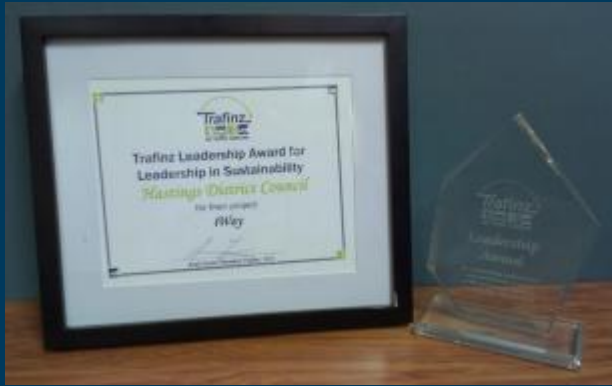 Trafinz
Trafinz Leadership Award for
Leadership in Sustainability
Hastings District Council
for their project
iWay
Trafinz
Leadership
Award